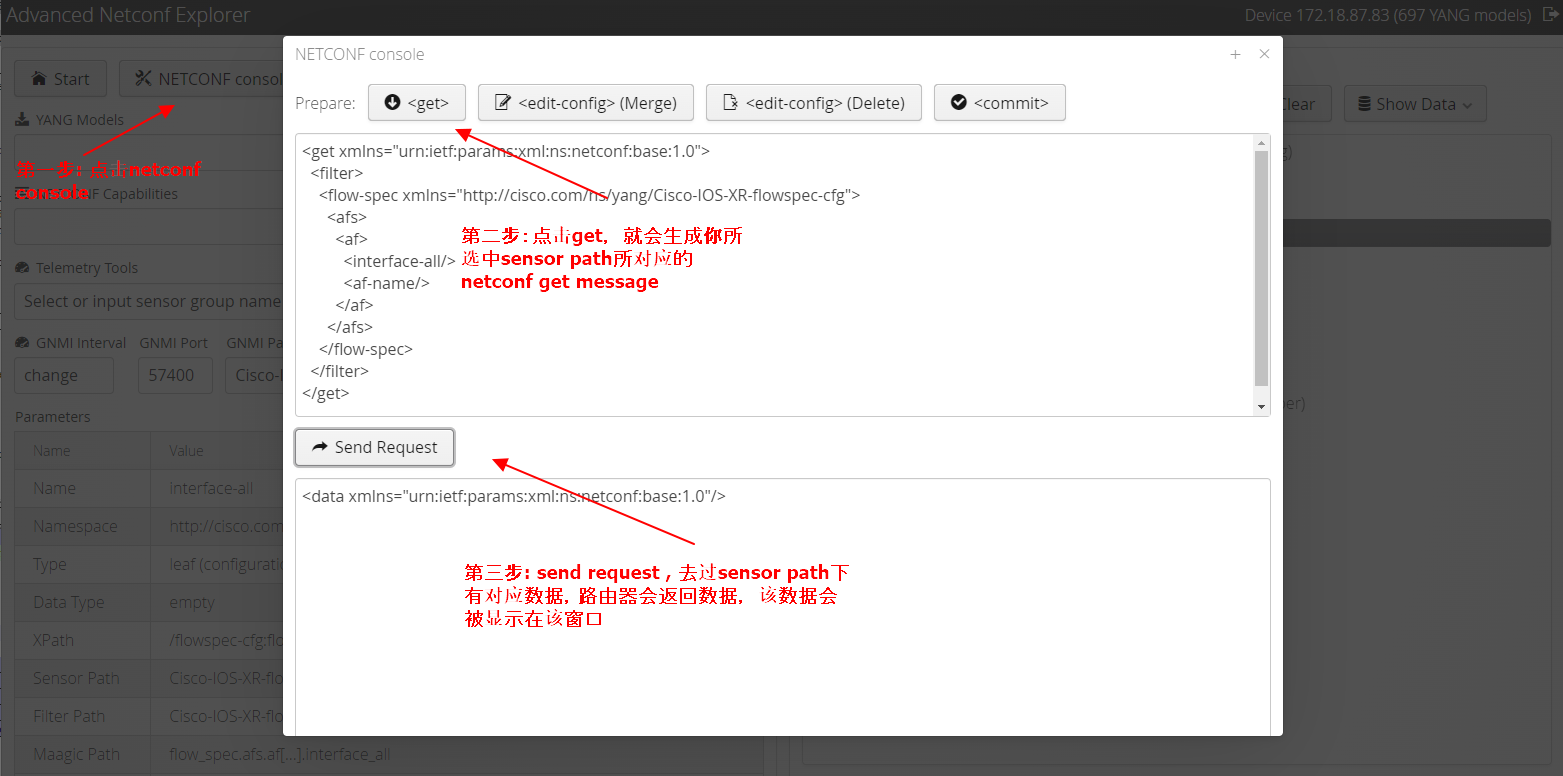 Advanced Netconf Explorer
Device 172.18.87.83 (697 YANG models)
NETCONF console
Start
NETCONF consol
Prepare:
<get>
<edit-config> (Merge)
<edit-config> (Delete)
<commit>
Clear
Show Data
YANG Models
第一步: 点击netconf
console
NF Capabilities
Telemetry Tools
Select or input sensor group name
GNMI Interval
GNMI Port
GNMI Pa
change
57400
Cisco-I
Parameters
Name
Value
Name
interface-all
Namespace
http://cisco.com
Type
leaf (configuratio
Data Type
empty
XPath
/flowspec-cfg:flo
Sensor Path
Cisco-IOS-XR-flo
Filter Path
Cisco-IOS-XR-flo
Maagic Path
flow_spec.afs.af[...].interface_all
<get xmlns="urn:ietf:params:xml:ns:netconf:base:1.0">
<filter>
<flow-spec xmlns="http://cisco.com/ns/yang/Cisco-IOS-XR-flowspec-cfg">
<afs>
<af>
<interface-all/>
<af-name/>
</af>
</afs>
</flow-spec>
</filter>
</get>
第二步: 点击get，就会生成你所
选中sensor path所对应的
netconf get message
Send Request
<data xmlns="urn:ietf:params:xml:ns:netconf:base:1.0"/>
第三步: send request , 去过sensor path下
有对应数据, 路由器会返回数据，该数据会
被显示在该窗口
er)